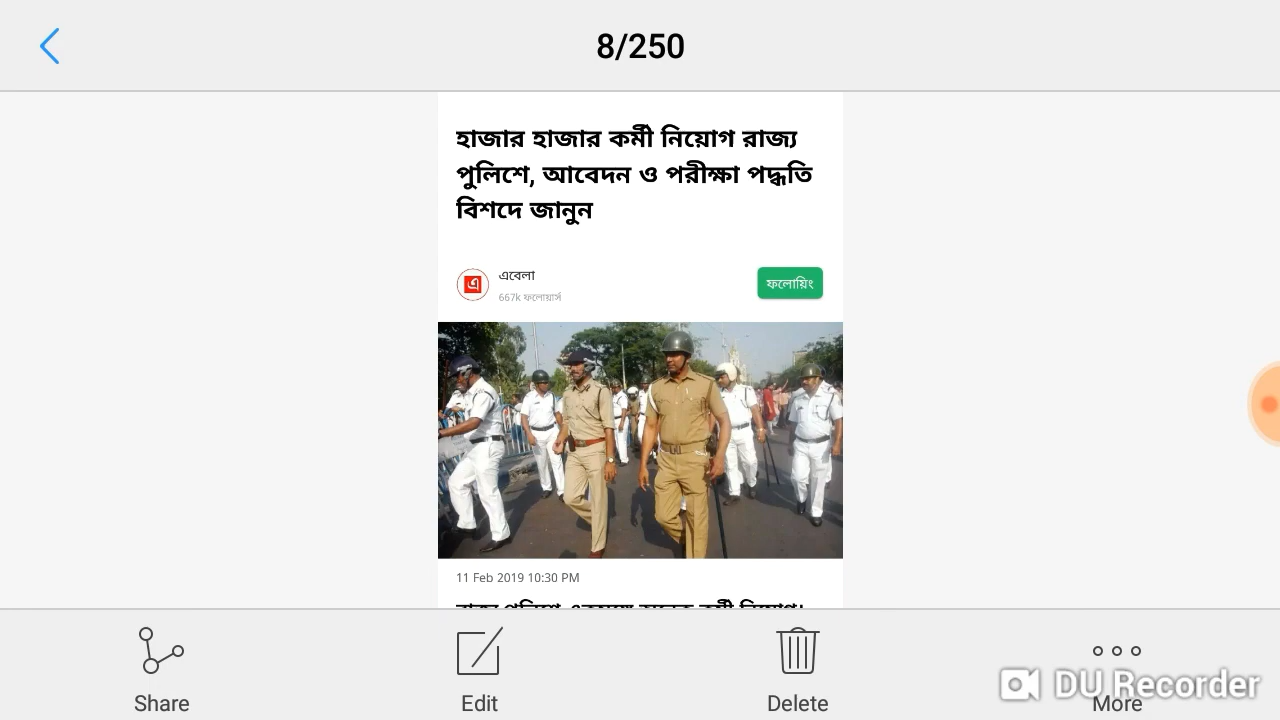 8/250
হাজার হাজার কর্মী নিয়োগ রাজ্য
পুলিশে, আবেদন ও পরীক্ষা পদ্ধতি
বিশদে জানুন
এ
এবেলা
667k ফলোয়ার্স
ফলোয়িং
11 Feb 2019 10:30 PM
Share
Edit
Delete
More
DU Recorder